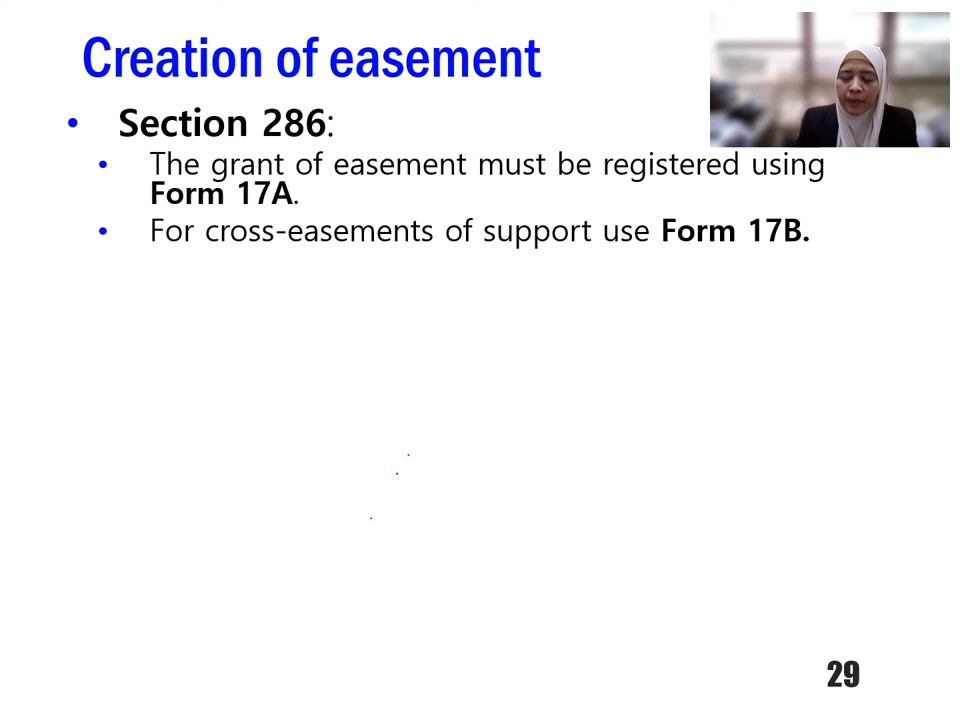 Creation of easement
• Section 286:
• The grant of easement must be registered using
Form 17A.
• For cross-easements of support use Form 17B.
29